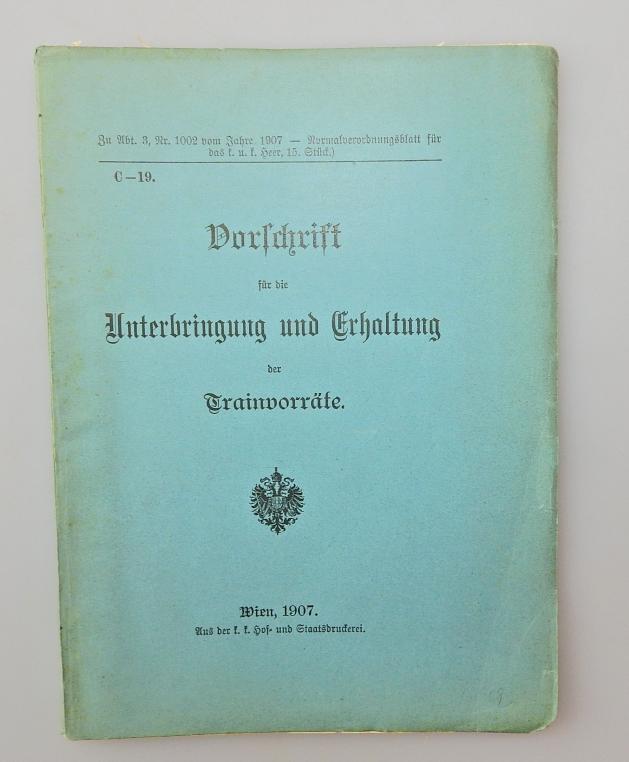 Zu Abt. 3, Nr. 1002 vom Jahre 1907 — Normalverordnungsblatt für
das k. u. k. Heer, 15. Stück.)
C—19.
Vorschrift
für die
Unterbringung und Erhaltung
der
Trainvorräte.
Wien, 1907.
Aus der k. k. Hof- und Staatsdruckerei.